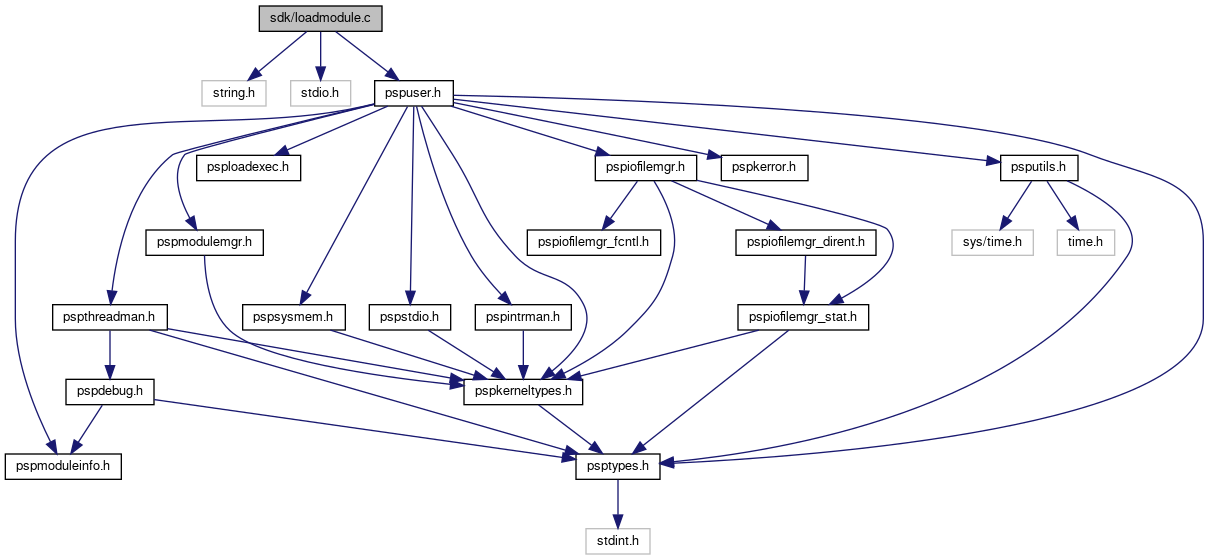 sdk/loadmodule.c
string.h
stdio.h
pspuser.h
psploadexec.h
pspiofilemgr.h
pspkerror.h
psputils.h
pspmodulemgr.h
pspiofilemgr_fcntl.h
pspiofilemgr_dirent.h
sys/time.h
time.h
pspthreadman.h
pspsysmem.h
pspstdio.h
pspintrman.h
pspiofilemgr_stat.h
pspdebug.h
pspkerneltypes.h
pspmoduleinfo.h
psptypes.h
stdint.h